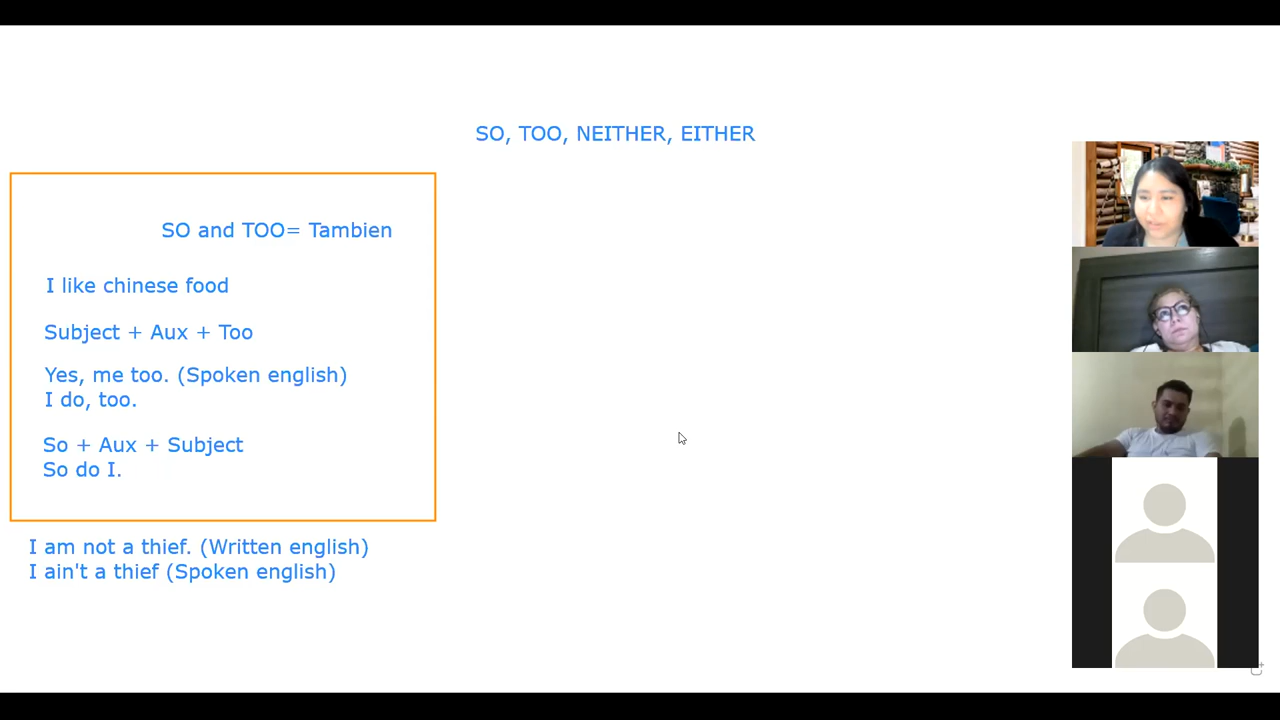 SO, TOO, NEITHER, EITHER
SO and TOO= Tambien
I like chinese food
Subject + Aux + Too
Yes, me too. (Spoken english)
I do, too.
So + Aux + Subject
So do I.
I am not a thief. (Written english)
I ain't a thief (Spoken english)